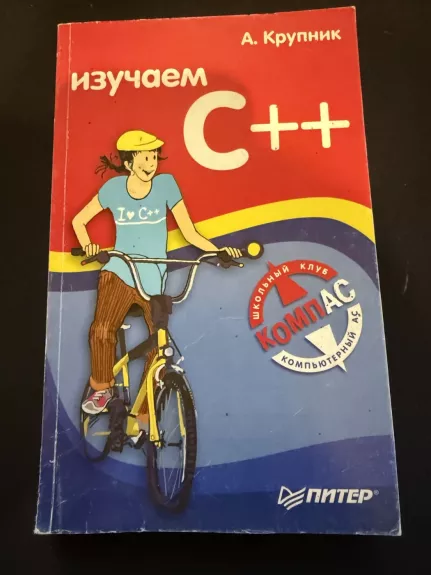 А. Крупник
изучаем
C++
I ♥ C++
ШКОЛЬНЫЙ КЛУБ
КОМПАС
КОМПЬЮТЕРНЫЙ АС
ПИТЕР®